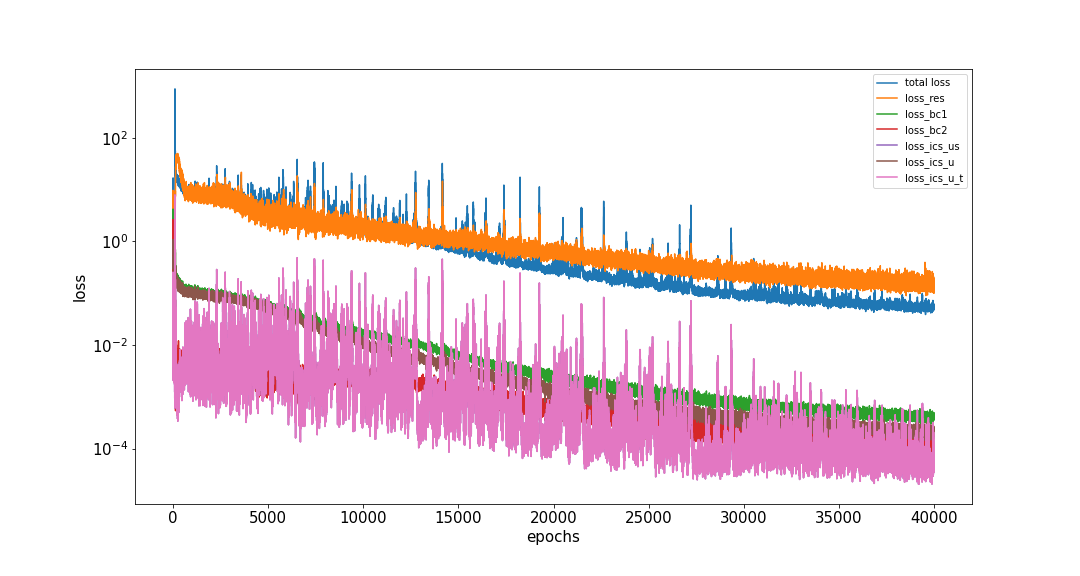 total loss
loss_res
loss_bc1
loss_bc2
loss_ics_us
loss_ics_u
loss_ics_u_t
loss
10^2
10^0
10^−2
10^−4
0 5000 10000 15000 20000 25000 30000 35000 40000
epochs